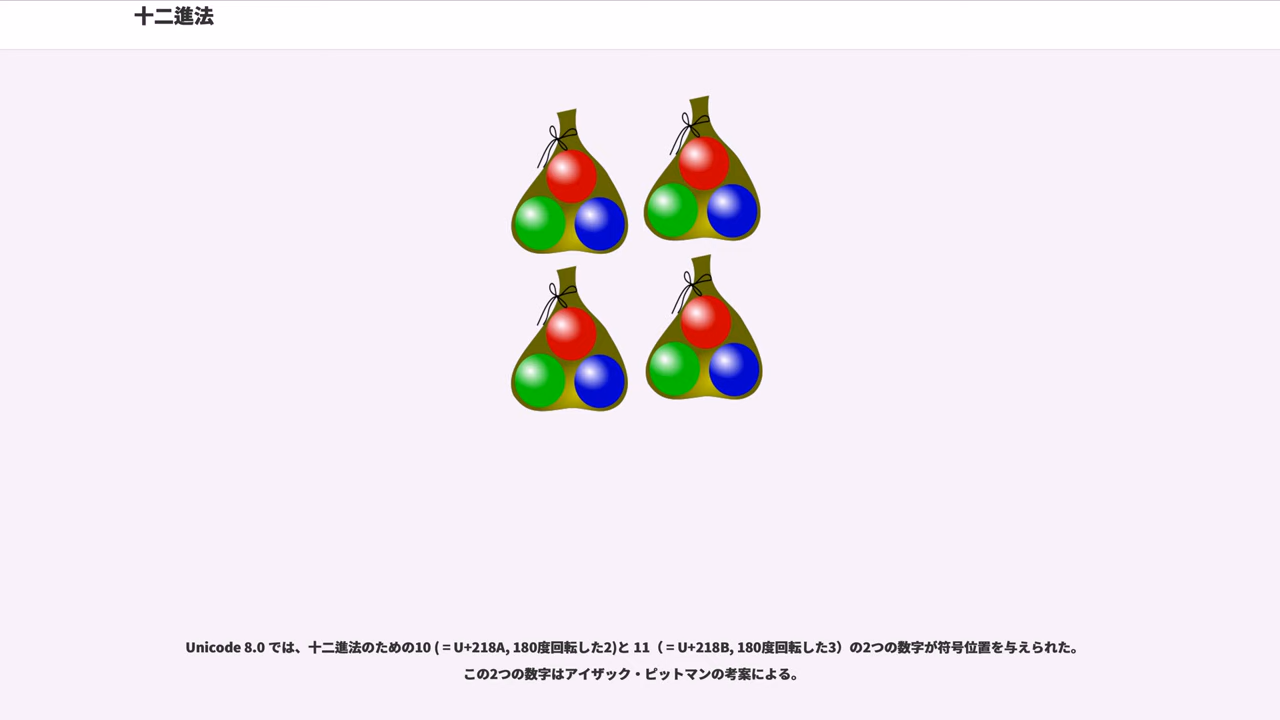 十二進法
Unicode 8.0 では、十二進法のための10 ( = U+218A, 180度回転した2)と 11（ = U+218B, 180度回転した3）の2つの数字が符号位置を与えられた。
この2つの数字はアイザック・ピットマンの考案による。